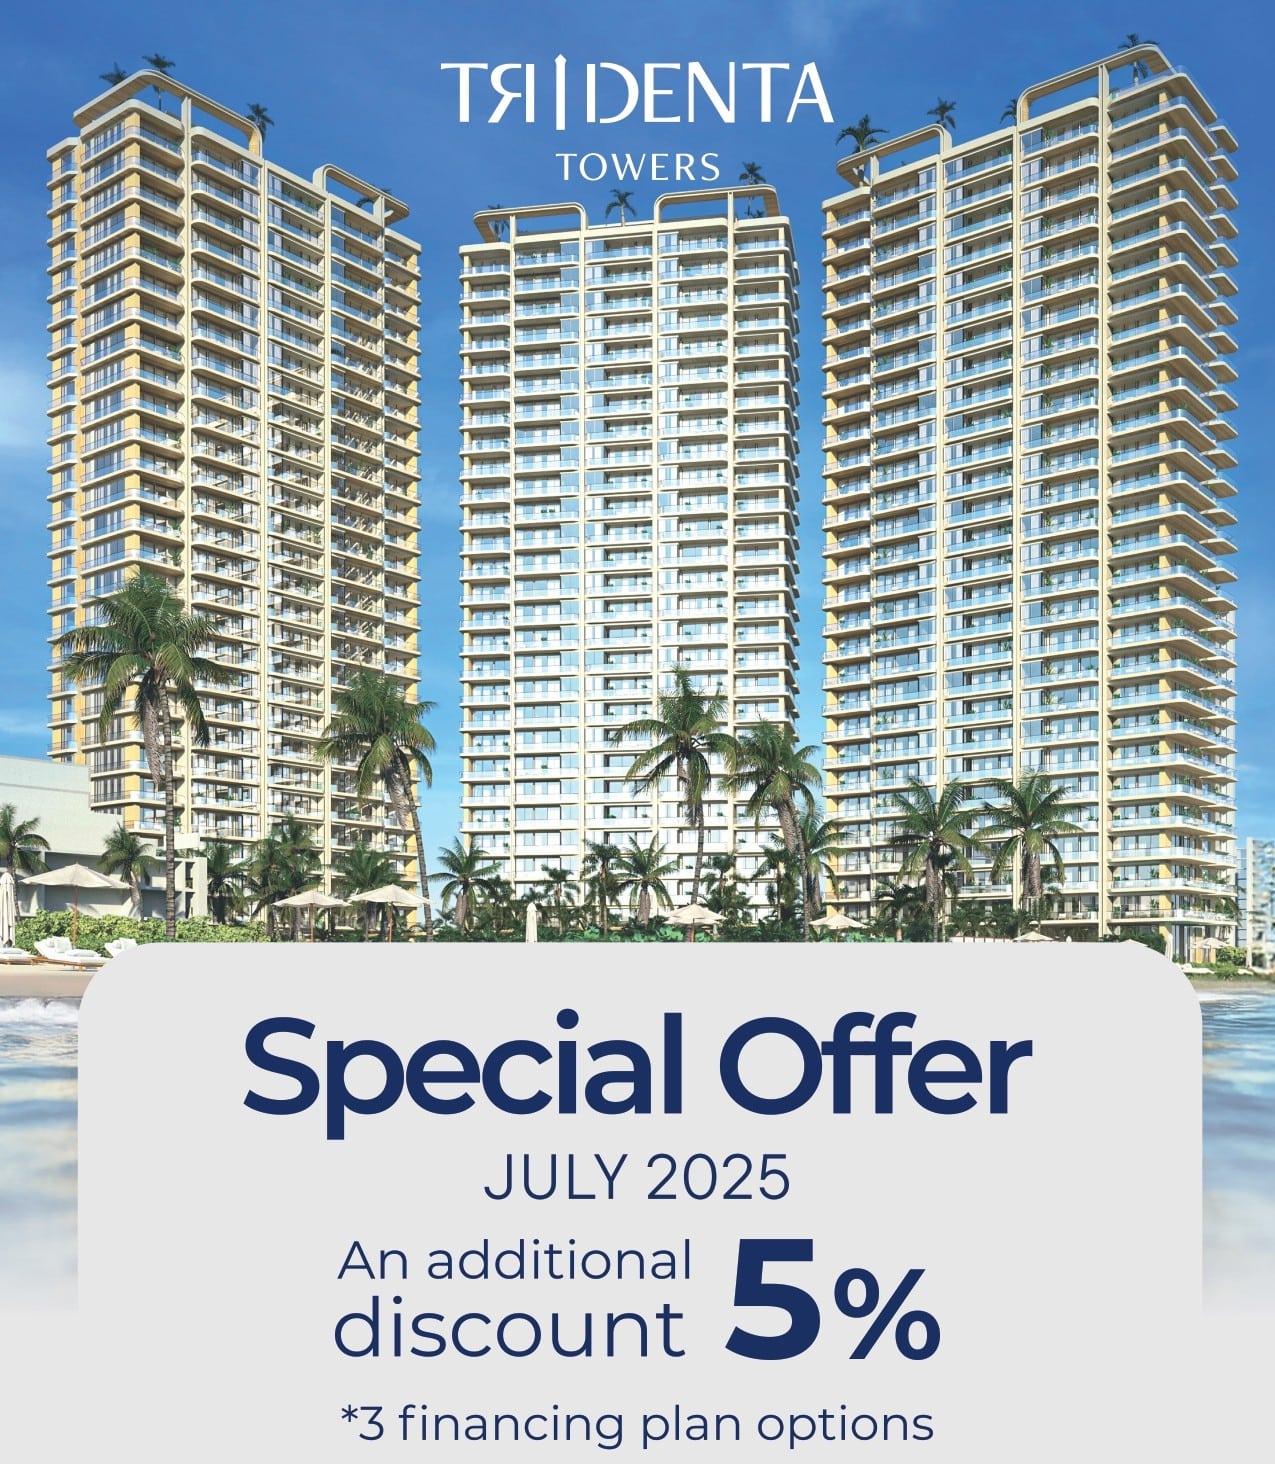 TRIDENTA
TOWERS
Special Offer
JULY 2025
An additional
discount 5%
*3 financing plan options